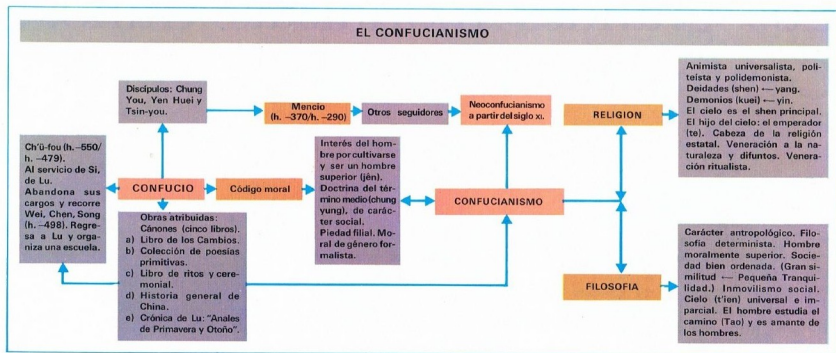 EL CONFUCIANISMO
Discípulos: Chung
You, Yen Huei y
Tsin-you.
Mencio
(h. -370/h. -290)
Otros seguidores
Neoconfucianismo
a partir del siglo XI.
RELIGION
Animista universalista, poli-
teísta y polidemonista.
Deidades (shen) ← yang.
Demonios (kuei) ← yin.
El cielo es el shen principal.
El hijo del cielo: el emperador
(te). Cabeza de la religión
estatal. Veneración a la na-
turaleza y difuntos. Venera-
ción ritualista.
Ch'ü-fou (h. -550/
h. -479).
Al servicio de Si,
de Lu.
Abandona sus
cargos y recorre
Wei, Chen, Song
(h. -498). Regre-
sa a Lu y organi-
za una escuela.
CONFUCIO
Código moral
Interés del hom-
bre por cultivarse
y ser un hombre
superior (jên).
Doctrina del tér-
mino medio (chung
yung), de carác-
ter social.
Piedad filial. Mo-
ral de género for-
malista.
CONFUCIANISMO
Obras atribuidas:
Cánones (cinco libros).
a) Libro de los Cambios.
b) Colección de poesías
primitivas.
c) Libro de ritos y cere-
monial.
d) Historia general de
China.
e) Crónica de Lu: "Anales
de Primavera y Otoño".
FILOSOFIA
Carácter antropológico. Filo-
sofía determinista. Hombre
moralmente superior. Socie-
dad bien ordenada. (Gran si-
militud ← Pequeña Tranqui-
lidad.) Inmovilismo social.
Cielo (t'ien) universal e im-
parcial. El hombre estudia el
camino (Tao) y es amante de
los hombres.